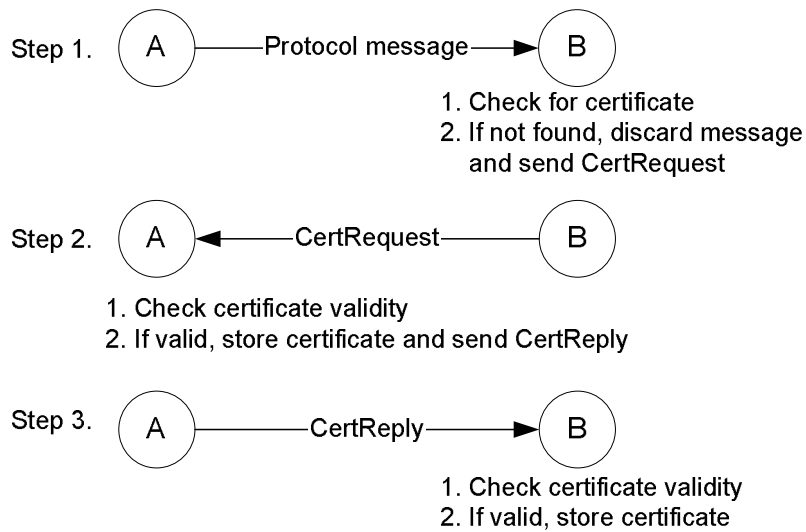 Step 1. A Protocol message B
1. Check for certificate
2. If not found, discard message
and send CertRequest
Step 2. A CertRequest B
1. Check certificate validity
2. If valid, store certificate and send CertReply
Step 3. A CertReply B
1. Check certificate validity
2. If valid, store certificate